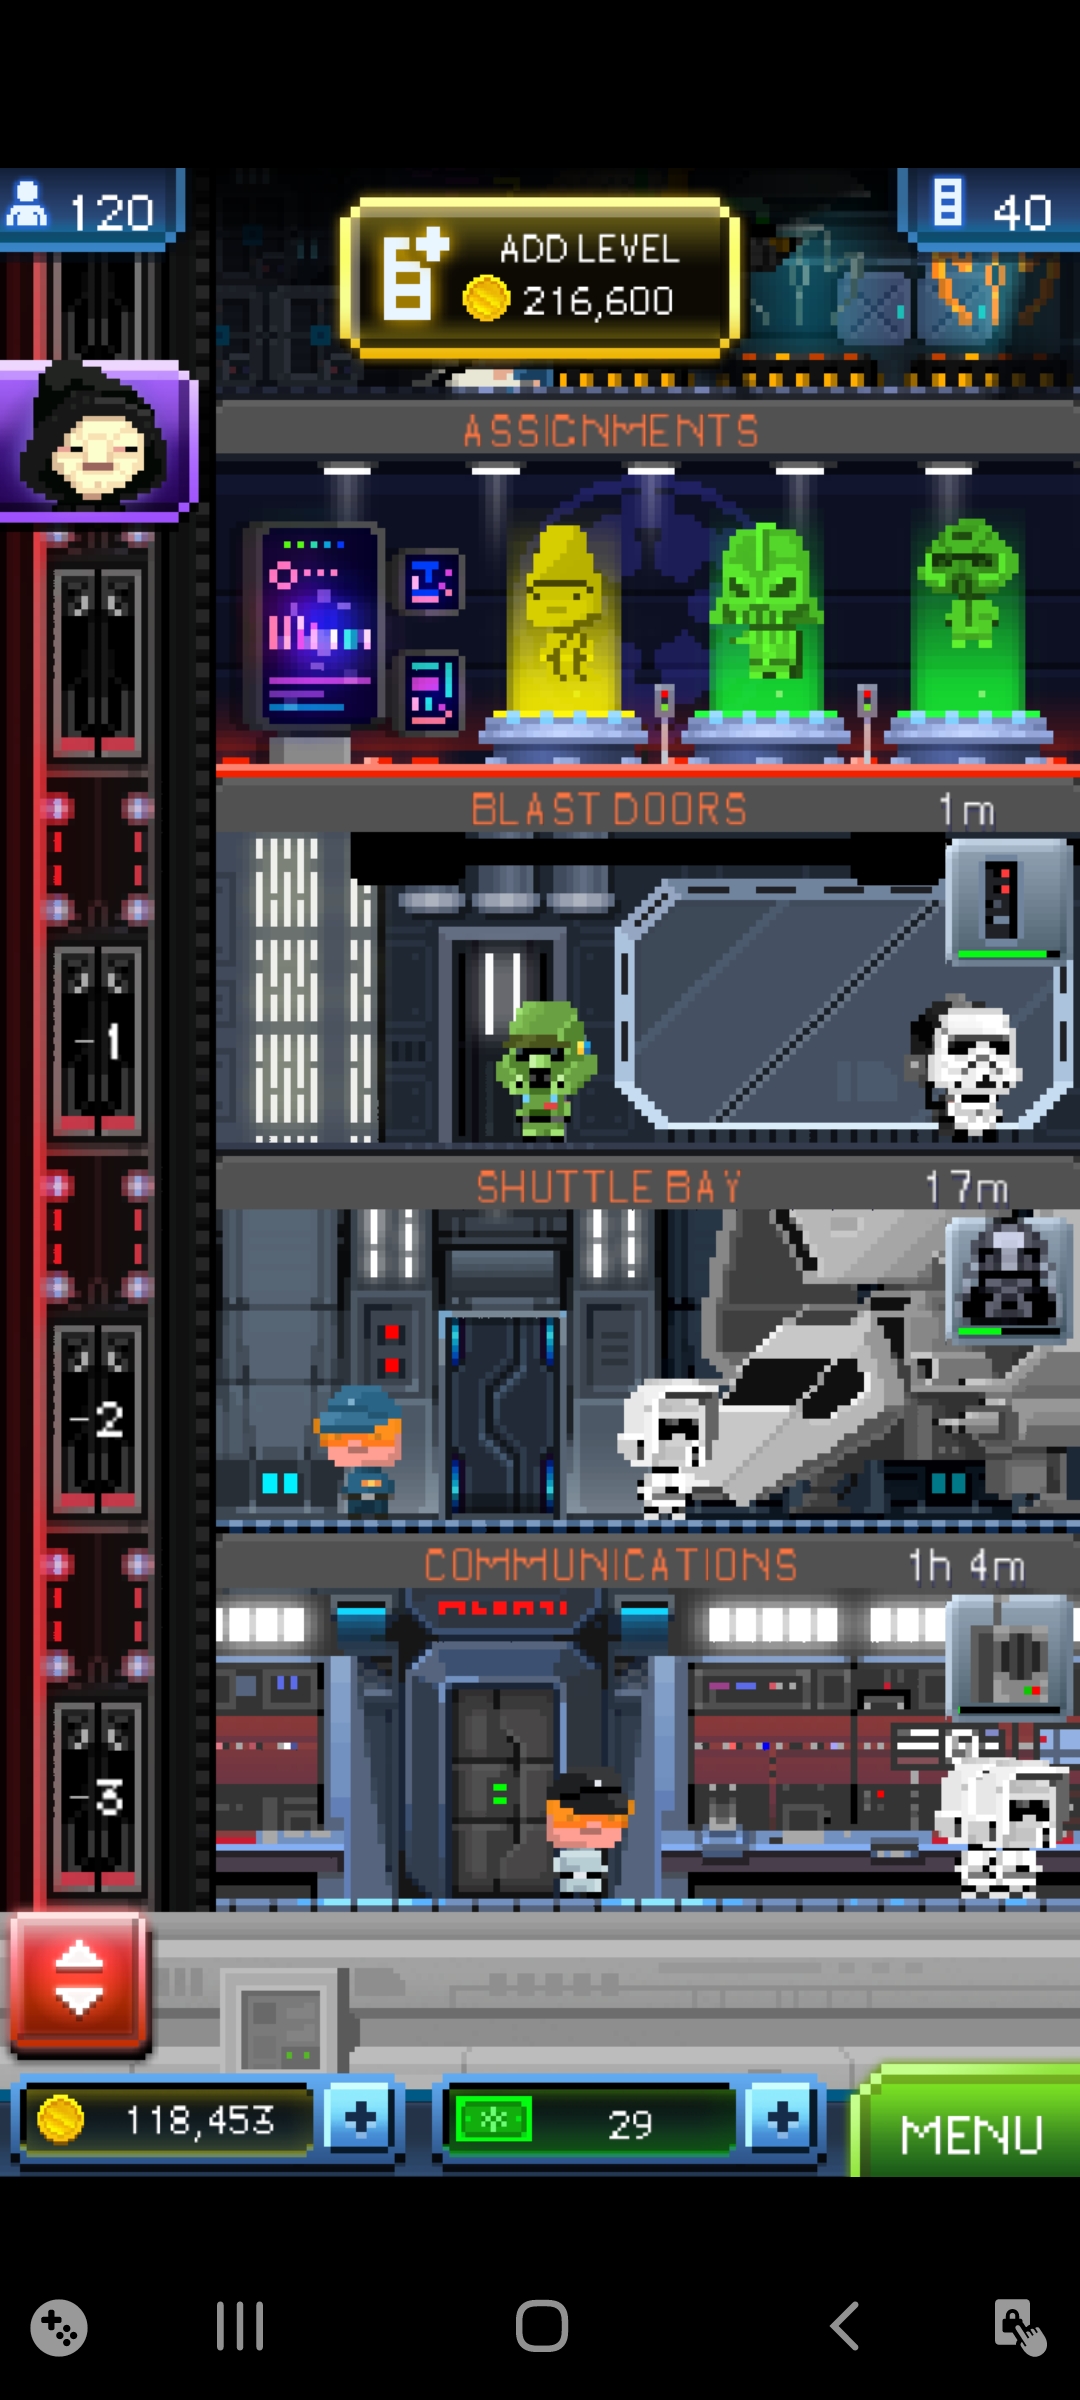 120
ADD LEVEL
216,600
40
ASSIGNMENTS
BLAST DOORS 1m
-1
SHUTTLE BAY 17m
-2
COMMUNICATIONS 1h 4m
-3
118,453
29
MENU